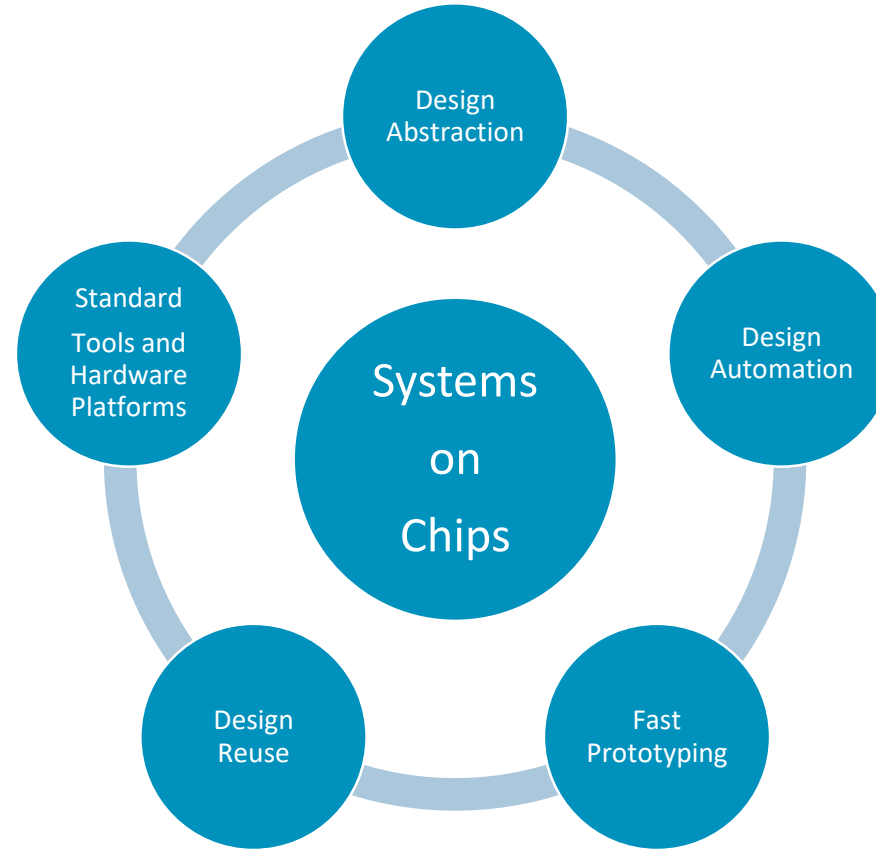 Design
Abstraction
Standard
Tools and
Hardware
Platforms
Systems
on
Chips
Design
Automation
Design
Reuse
Fast
Prototyping